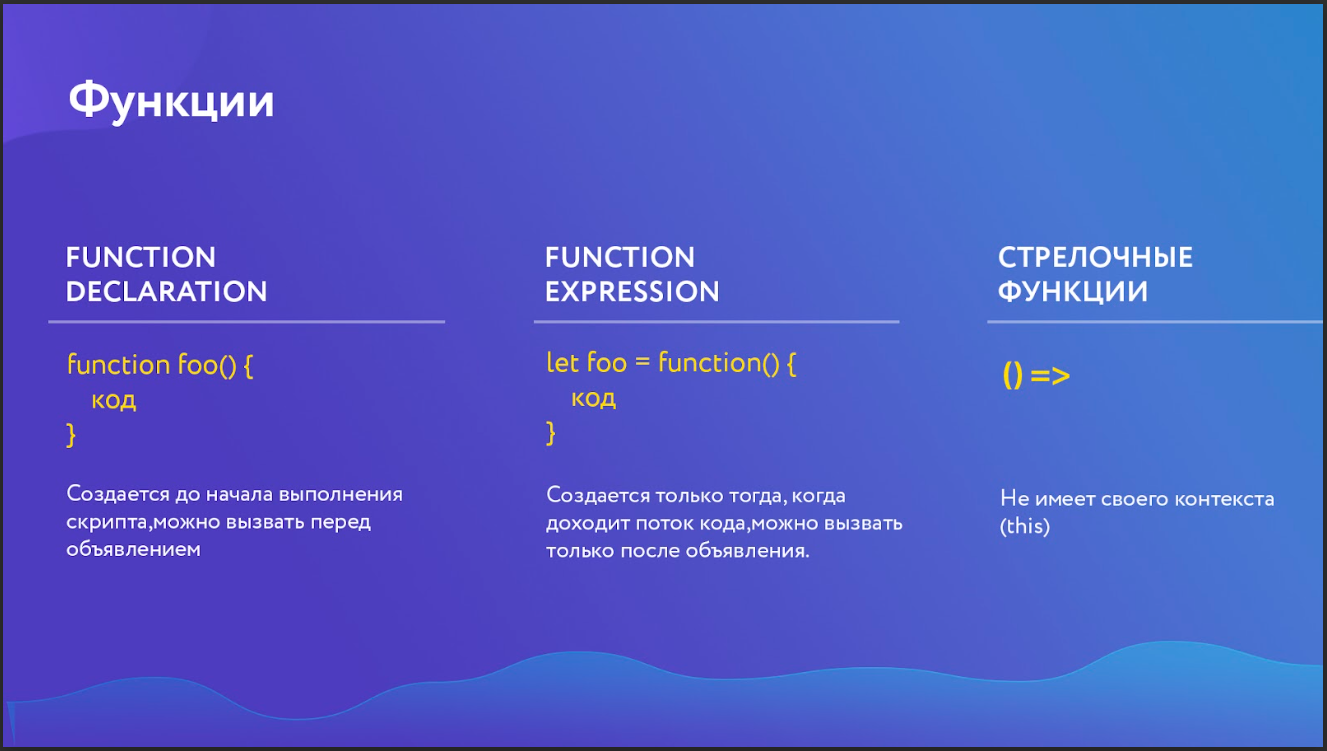 Функции
FUNCTION
DECLARATION
function foo() {
код
}
Создается до начала выполнения
скрипта,можно вызвать перед
объявлением
FUNCTION
EXPRESSION
let foo = function() {
код
}
Создается только тогда, когда
доходит поток кода,можно вызвать
только после объявления.
СТРЕЛОЧНЫЕ
ФУНКЦИИ
() =>
Не имеет своего контекста
(this)